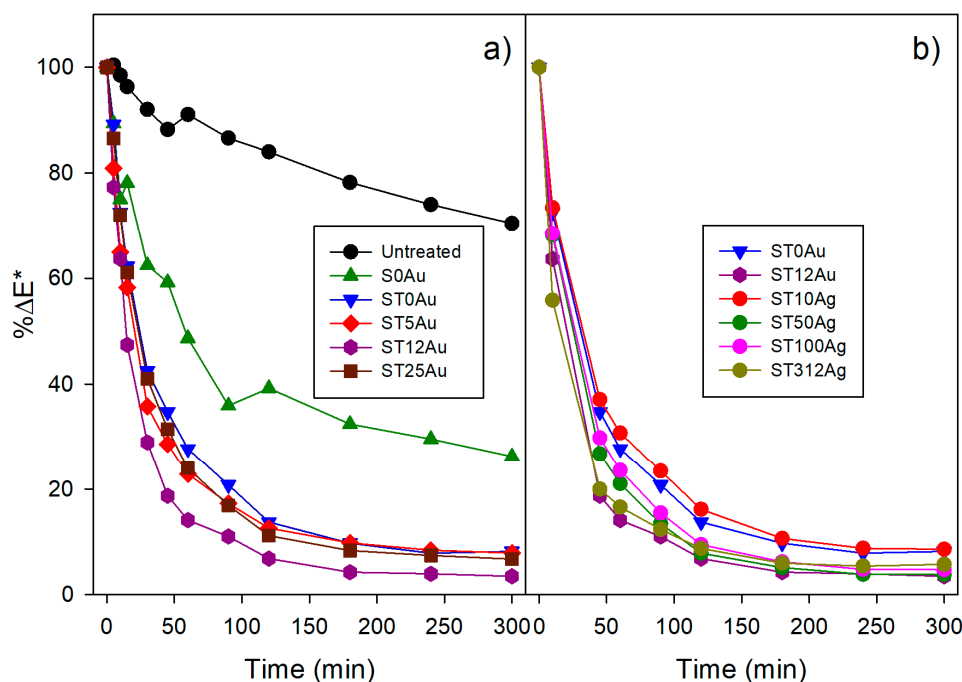 a)
b)
%ΔE*
100
80
60
40
20
0
Untreated
S0Au
ST0Au
ST5Au
ST12Au
ST25Au
ST0Au
ST12Au
ST10Ag
ST50Ag
ST100Ag
ST312Ag
0 50 100 150 200 250 300
0 50 100 150 200 250 300
Time (min)
Time (min)